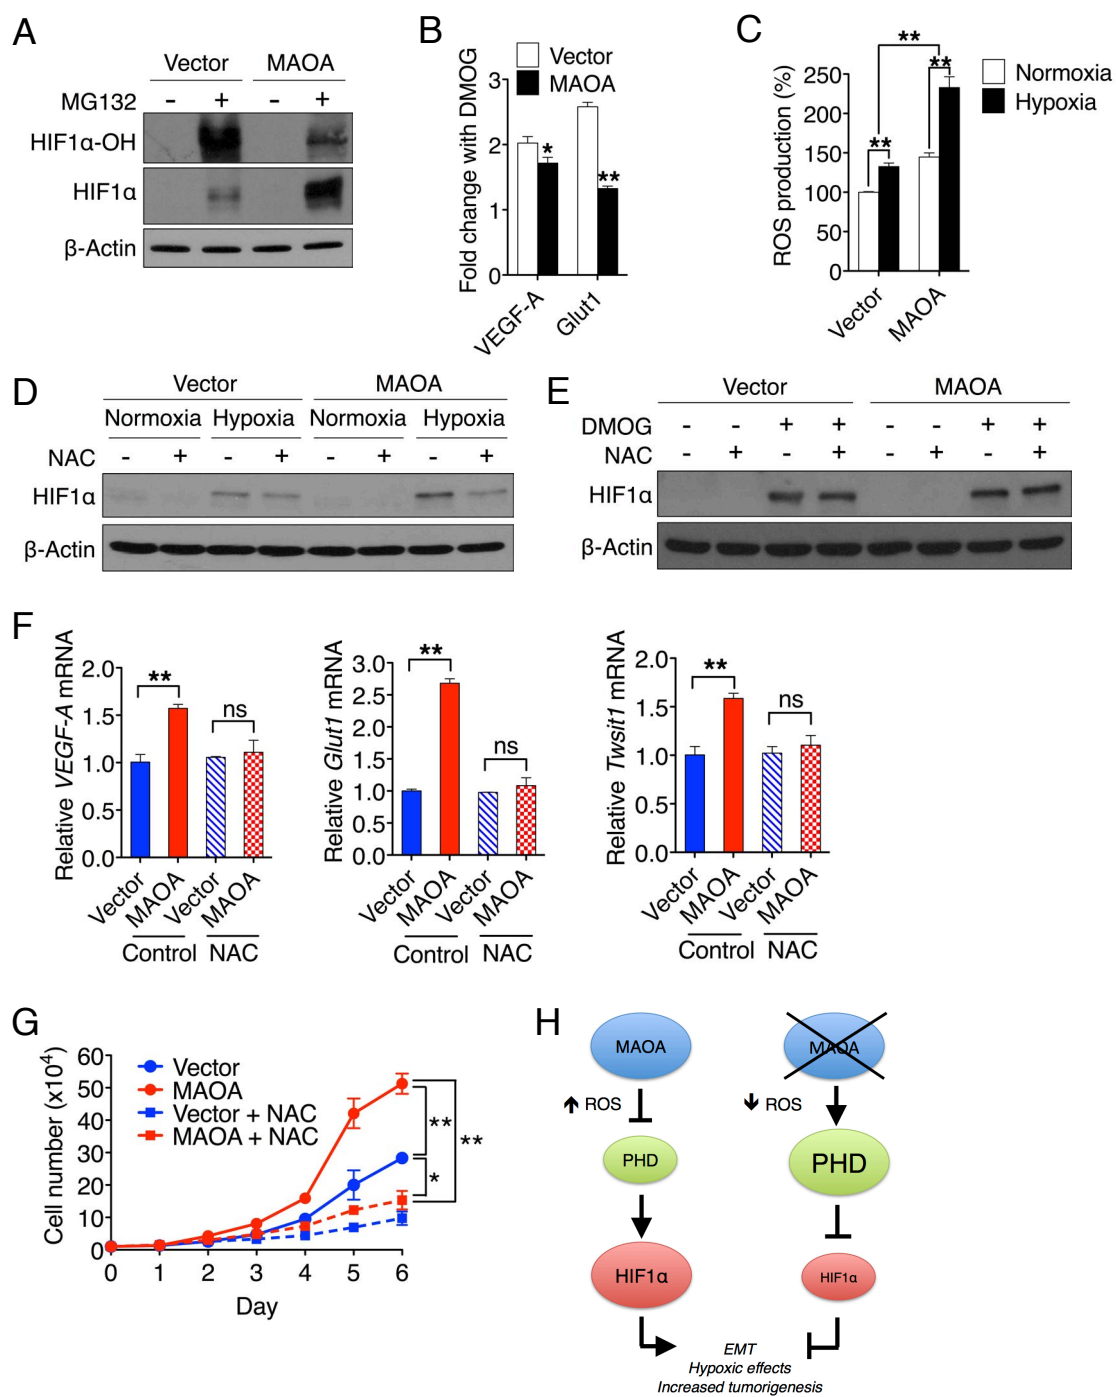 A
Vector MAOA
MG132 - + - +
HIF1α-OH
HIF1α
β-Actin
B
Vector
MAOA
Fold change with DMOG
3
2
1
0
*
**
VEGF-A
Glut1
C
Normoxia
Hypoxia
ROS production (%)
250
200
150
100
50
0
**
**
**
Vector
MAOA
D
Vector MAOA
Normoxia Hypoxia Normoxia Hypoxia
NAC - + - + - + - +
HIF1α
β-Actin
E
Vector MAOA
DMOG - - + + - - + +
NAC - + - + - + - +
HIF1α
β-Actin
F
Relative VEGF-A mRNA
2.0
1.5
1.0
0.5
0.0
**
ns
Vector MAOA Vector MAOA
Control NAC
Relative Glut1 mRNA
3.0
2.5
2.0
1.5
1.0
0.5
0.0
**
ns
Vector MAOA Vector MAOA
Control NAC
Relative Twsit1 mRNA
2.0
1.5
1.0
0.5
0.0
**
ns
Vector MAOA Vector MAOA
Control NAC
G
Cell number (x10⁴)
60
50
40
30
20
10
0
Vector
MAOA
Vector + NAC
MAOA + NAC
**
**
*
0 1 2 3 4 5 6
Day
H
MAOA MAOA
ROS ROS
PHD PHD
HIF1α HIF1α
EMT
Hypoxic effects
Increased tumorigenesis